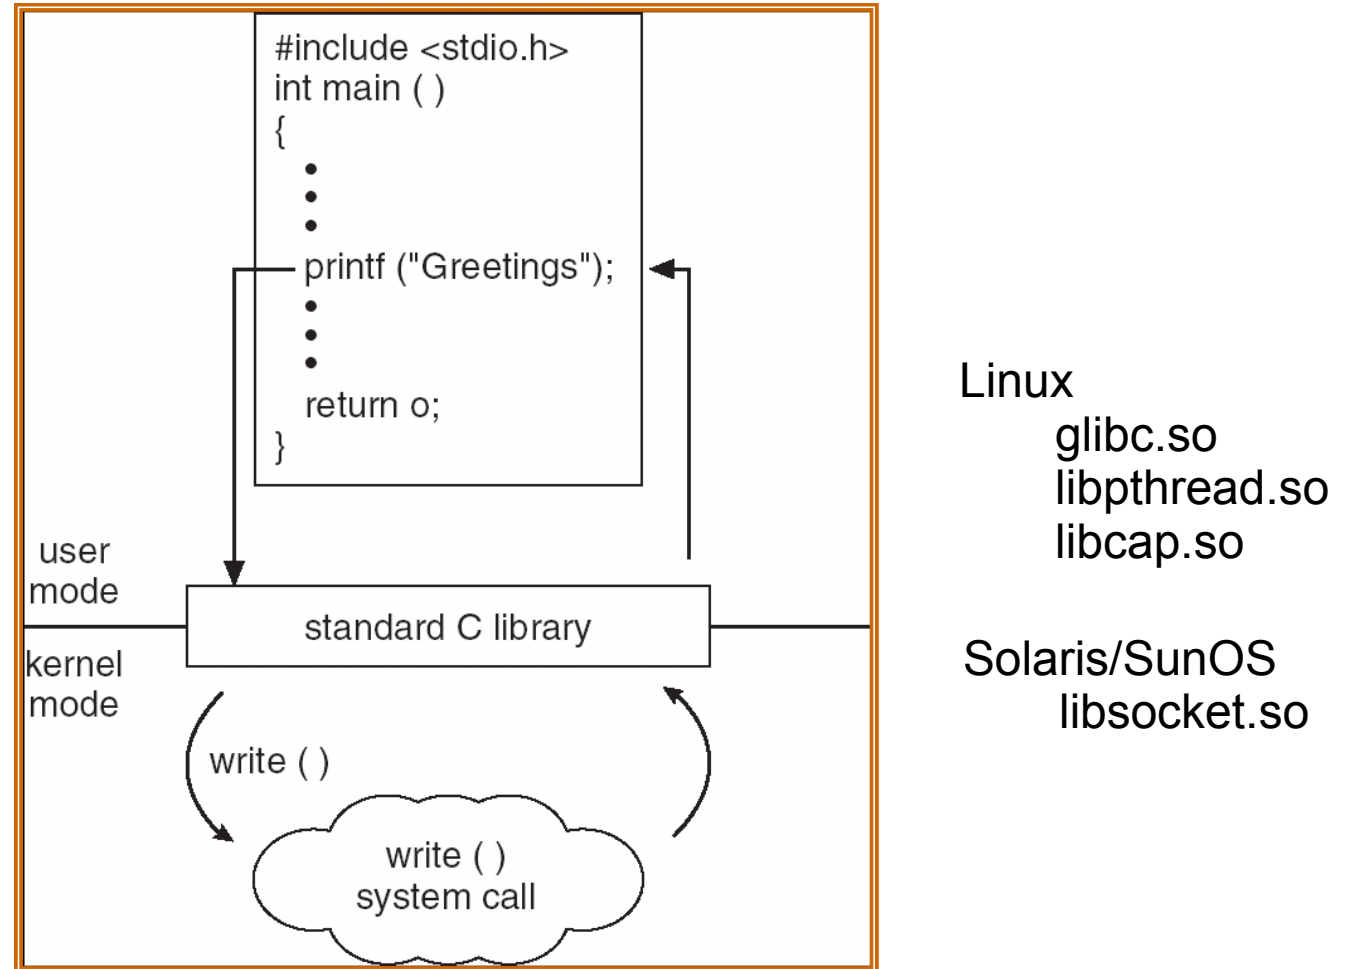 #include <stdio.h>
int main ( )
{
•
•
•
printf ("Greetings");
•
•
•
return o;
}
user
mode
standard C library
kernel
mode
write ( )
write ( )
system call
Linux
glibc.so
libpthread.so
libcap.so
Solaris/SunOS
libsocket.so